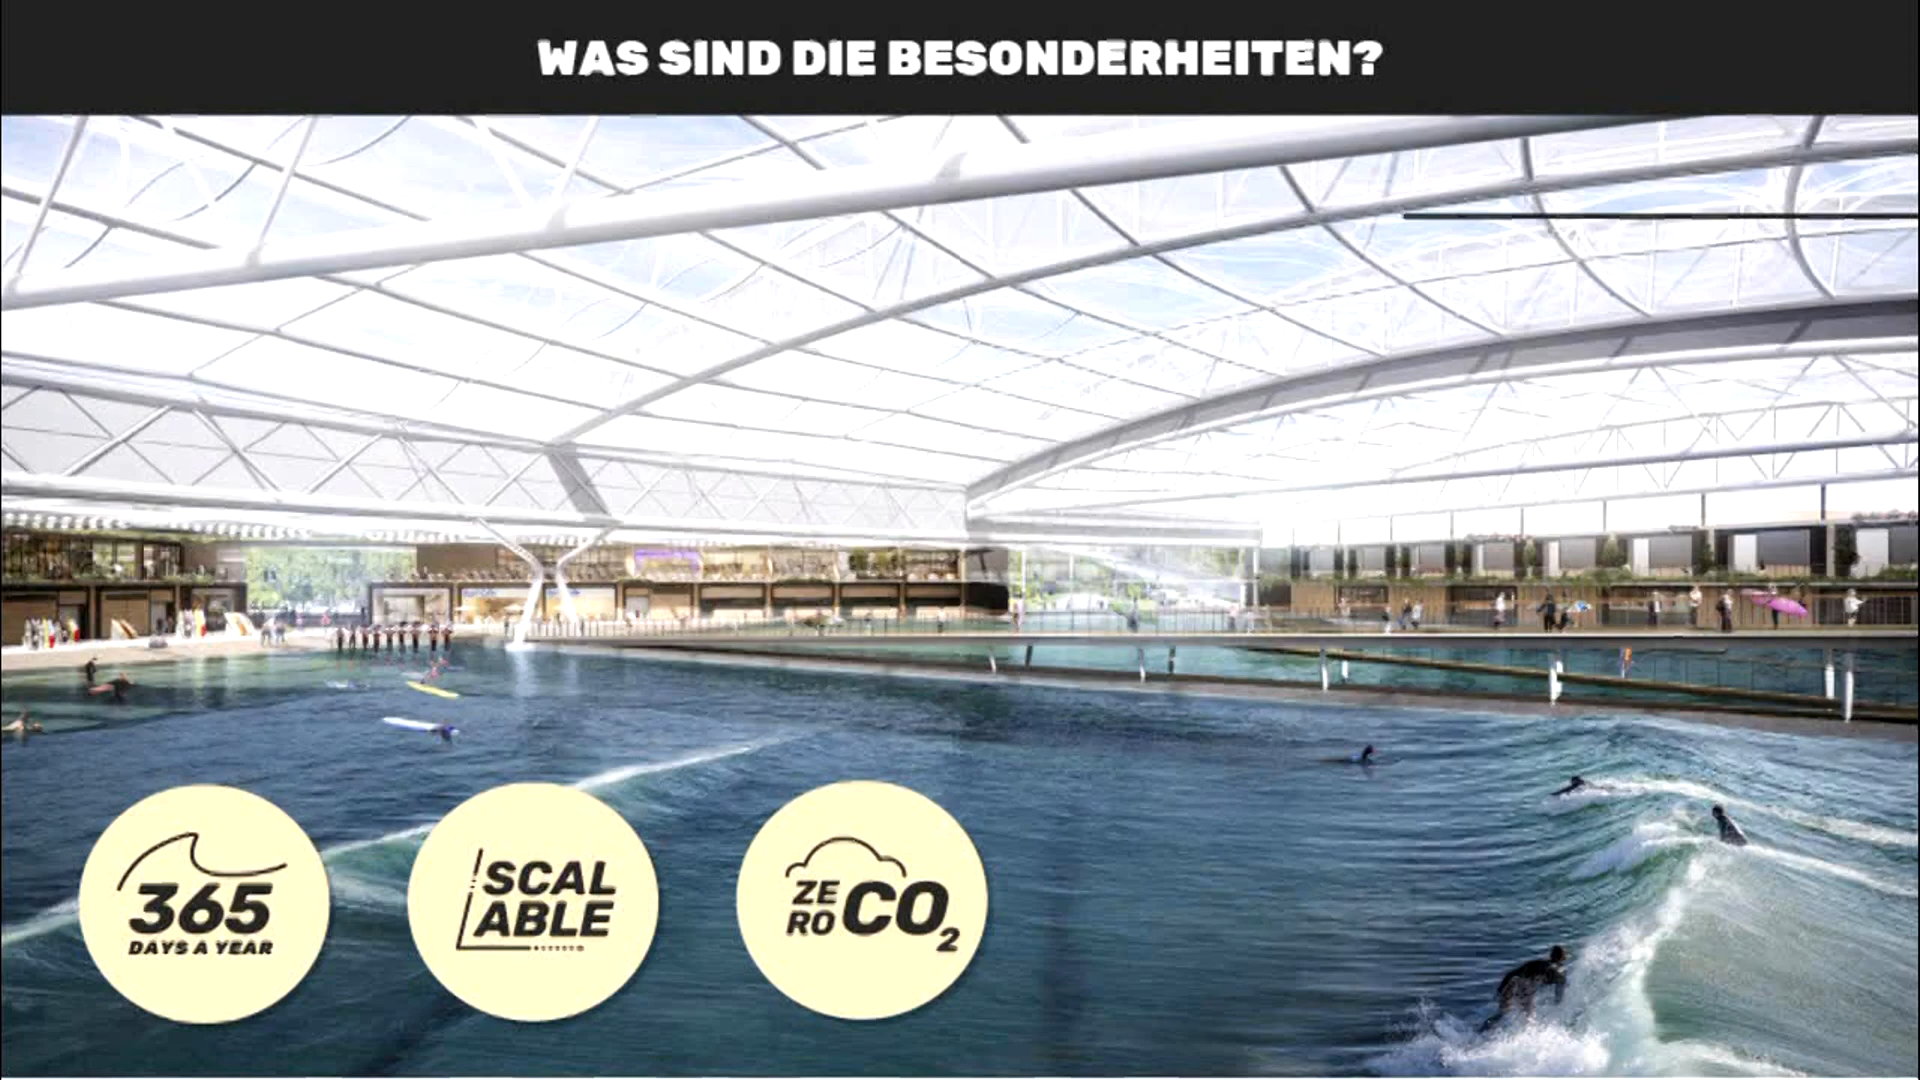 WAS SIND DIE BESONDERHEITEN?
365
DAYS A YEAR
SCAL
ABLE
ZE
RO CO2